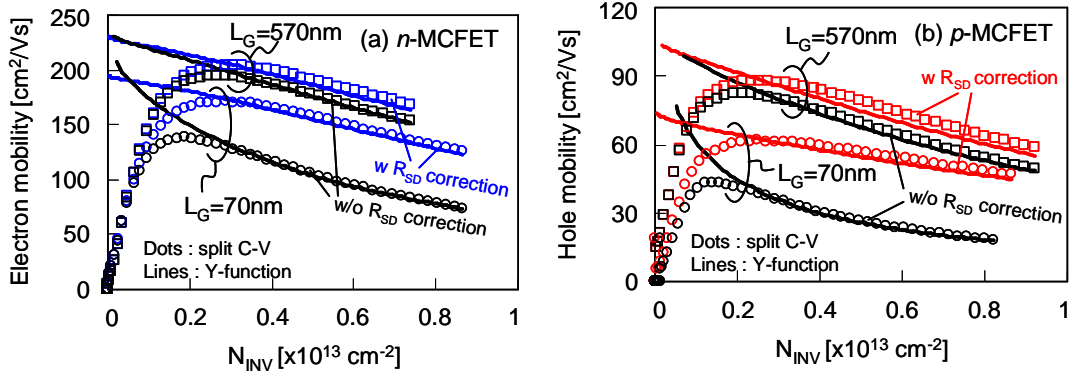 Electron mobility [cm²/Vs]
250
200
150
100
50
0
L_G=570nm
(a) n-MCFET
w R_SD correction
w/o R_SD correction
L_G=70nm
Dots : split C-V
Lines : Y-function
0 0.2 0.4 0.6 0.8 1
N_INV [x10¹³ cm⁻²]
Hole mobility [cm²/Vs]
120
90
60
30
0
L_G=570nm
(b) p-MCFET
w R_SD correction
L_G=70nm
w/o R_SD correction
Dots : split C-V
Lines : Y-function
0 0.2 0.4 0.6 0.8 1
N_INV [x10¹³ cm⁻²]